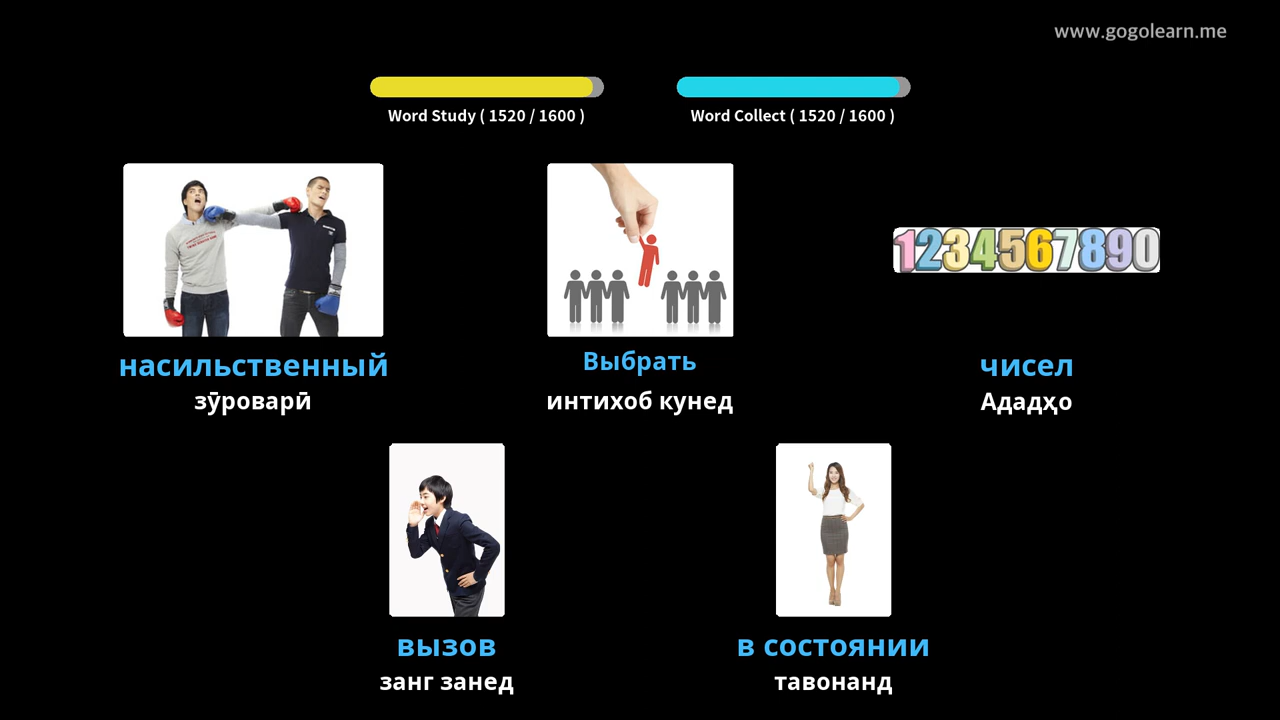 www.gogolearn.me
Word Study ( 1520 / 1600 )
Word Collect ( 1520 / 1600 )
1234567890
насильственный
зӯроварӣ
Выбрать
интихоб кунед
чисел
Ададҳо
вызов
занг занед
в состоянии
тавонанд